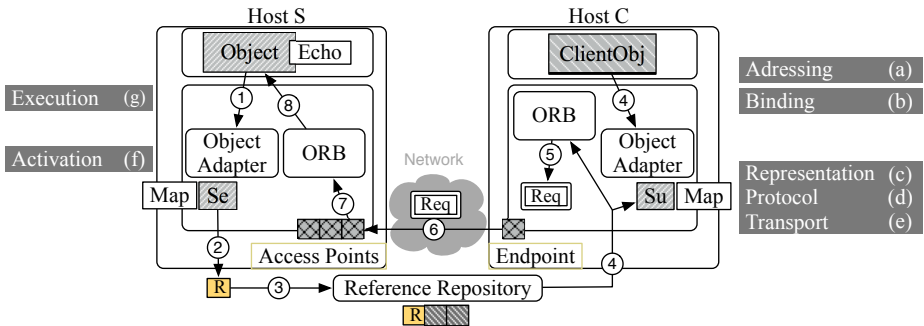 Host S
Host C
Object
Echo
ClientObj
Adressing (a)
Execution (g)
1
8
4
Binding (b)
Object
Adapter
ORB
ORB
Object
Adapter
5
Activation (f)
Network
Representation (c)
Map
Se
7
Req
Req
Su
Map
Protocol (d)
Transport (e)
6
2
Access Points
Endpoint
4
R
3
Reference Repository
R